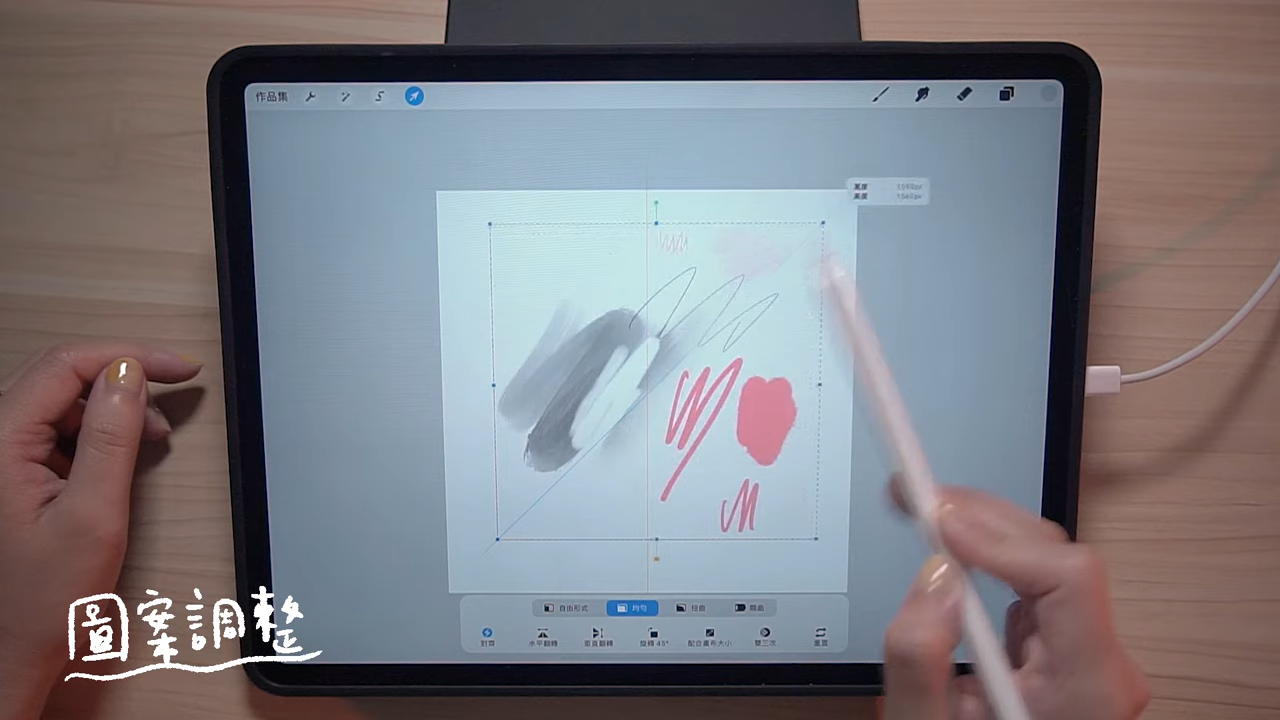 作品集
寬度
高度
自由形式
均勻
扭曲
翹曲
對齊
水平翻轉
垂直翻轉
旋轉 45°
配合畫布大小
雙三次
重置
圖案調整